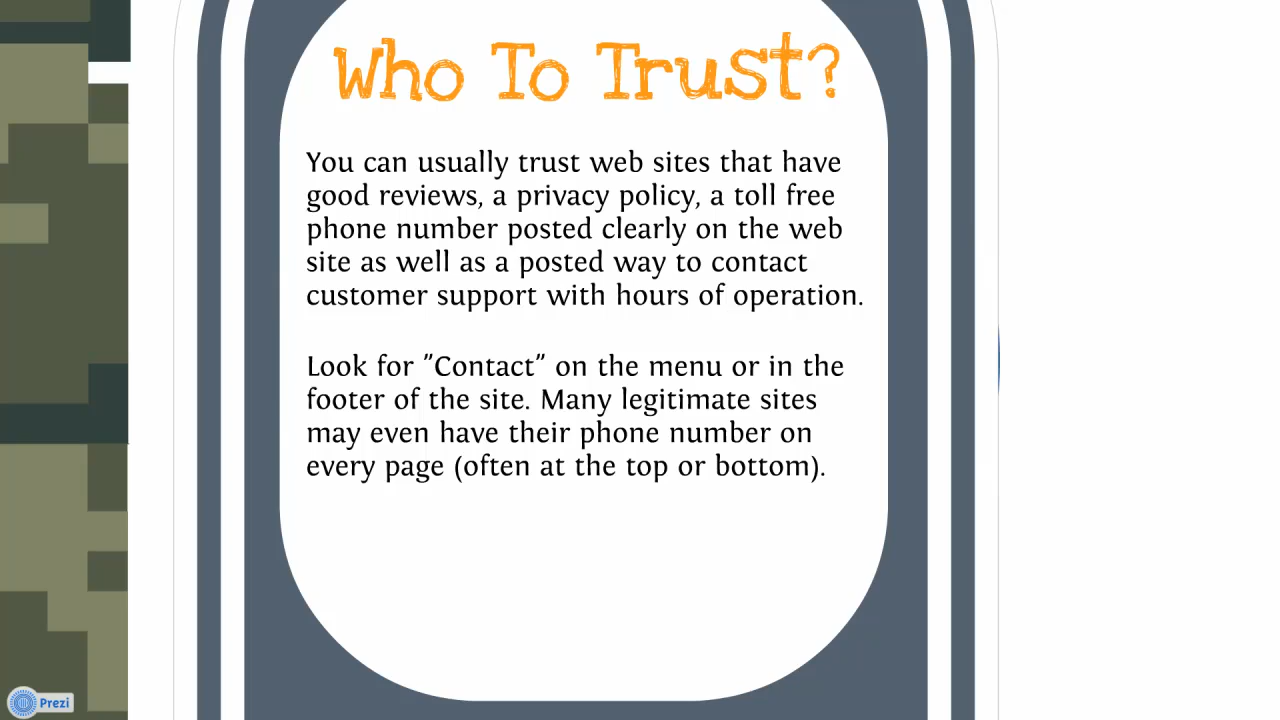 Who To Trust?
You can usually trust web sites that have
good reviews, a privacy policy, a toll free
phone number posted clearly on the web
site as well as a posted way to contact
customer support with hours of operation.
Look for "Contact" on the menu or in the
footer of the site. Many legitimate sites
may even have their phone number on
every page (often at the top or bottom).
Prezi